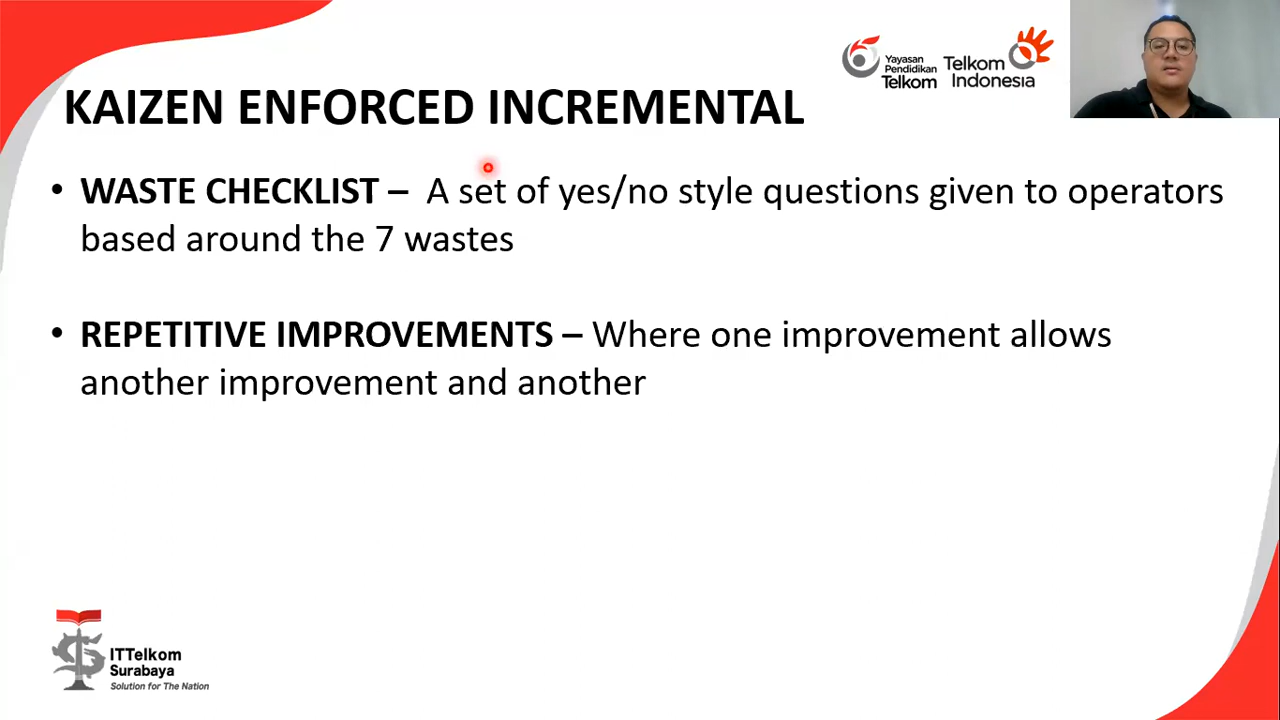 Yayasan
Pendidikan
Telkom
Telkom
Indonesia
KAIZEN ENFORCED INCREMENTAL
• WASTE CHECKLIST – A set of yes/no style questions given to operators
based around the 7 wastes
• REPETITIVE IMPROVEMENTS – Where one improvement allows
another improvement and another
ITTelkom
Surabaya
Solution for The Nation